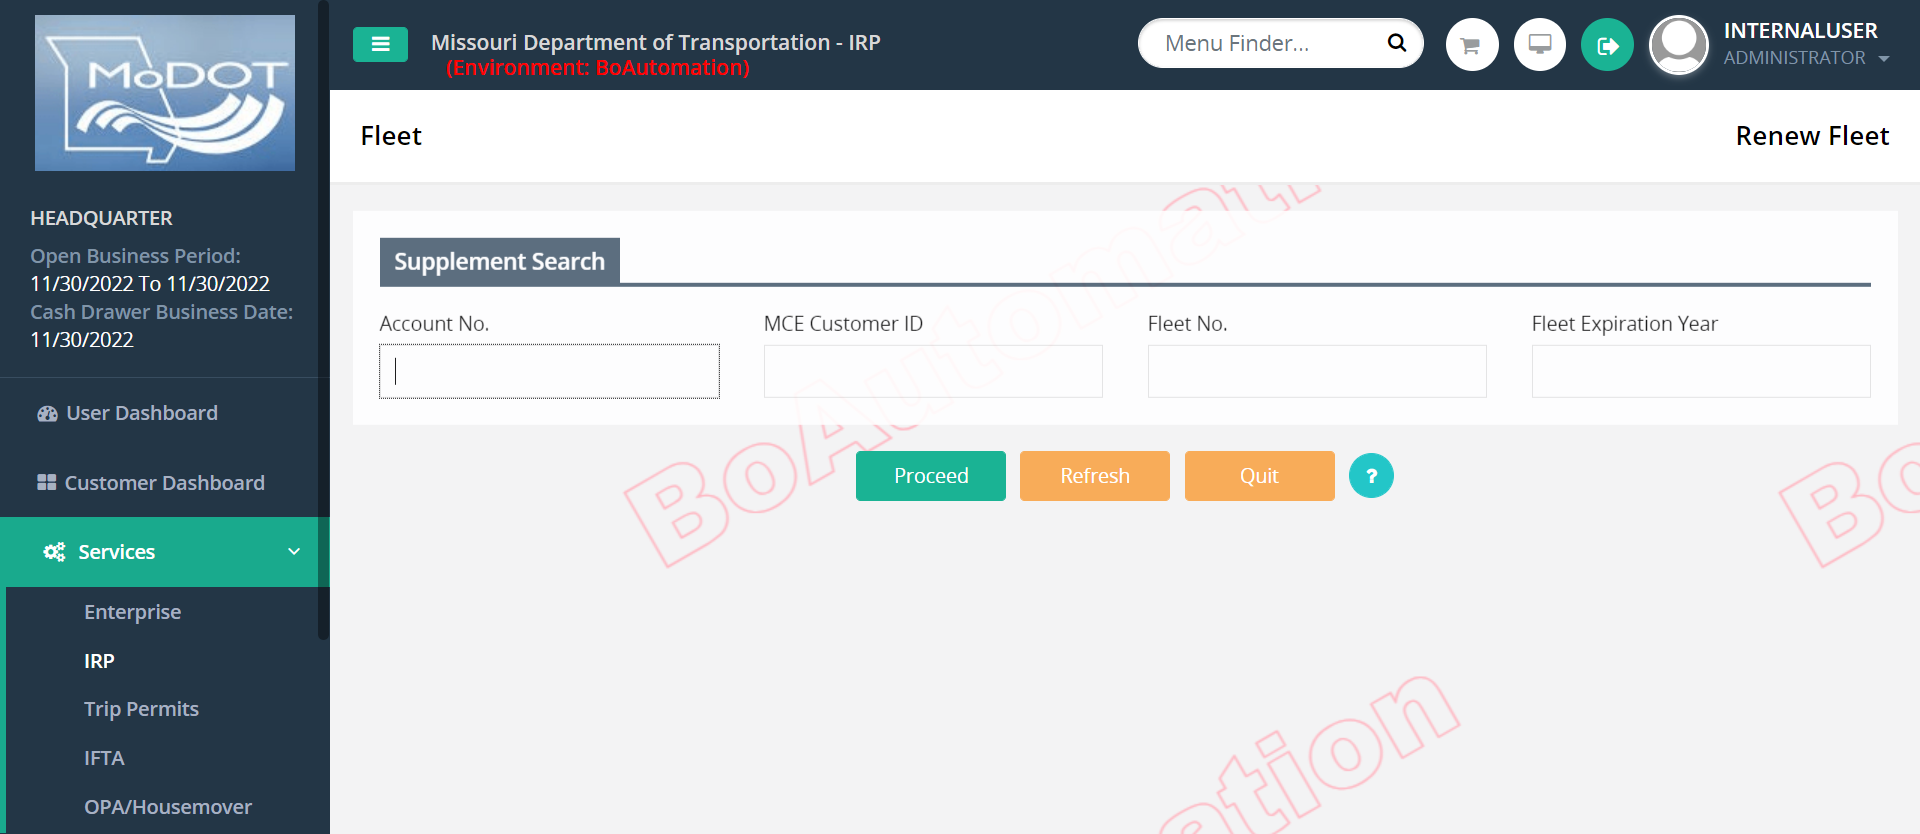 MoDOT
HEADQUARTER
Open Business Period:
11/30/2022 To 11/30/2022
Cash Drawer Business Date:
11/30/2022
User Dashboard
Customer Dashboard
Services
Enterprise
IRP
Trip Permits
IFTA
OPA/Housemover
Missouri Department of Transportation - IRP
(Environment: BoAutomation)
Menu Finder...
INTERNALUSER
ADMINISTRATOR
Fleet
Renew Fleet
Supplement Search
Account No.
MCE Customer ID
Fleet No.
Fleet Expiration Year
Proceed
Refresh
Quit
?
BoAutomati
Bo
ation